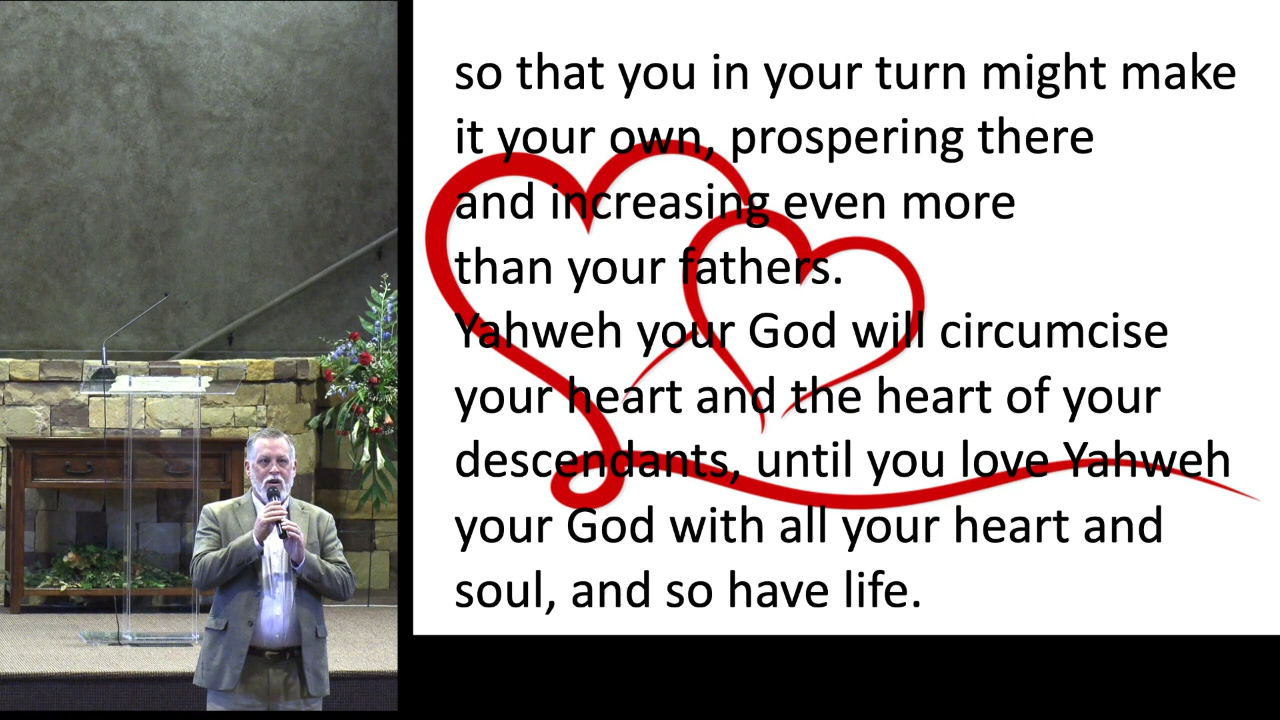 so that you in your turn might make
it your own, prospering there
and increasing even more
than your fathers.
Yahweh your God will circumcise
your heart and the heart of your
descendants, until you love Yahweh
your God with all your heart and
soul, and so have life.